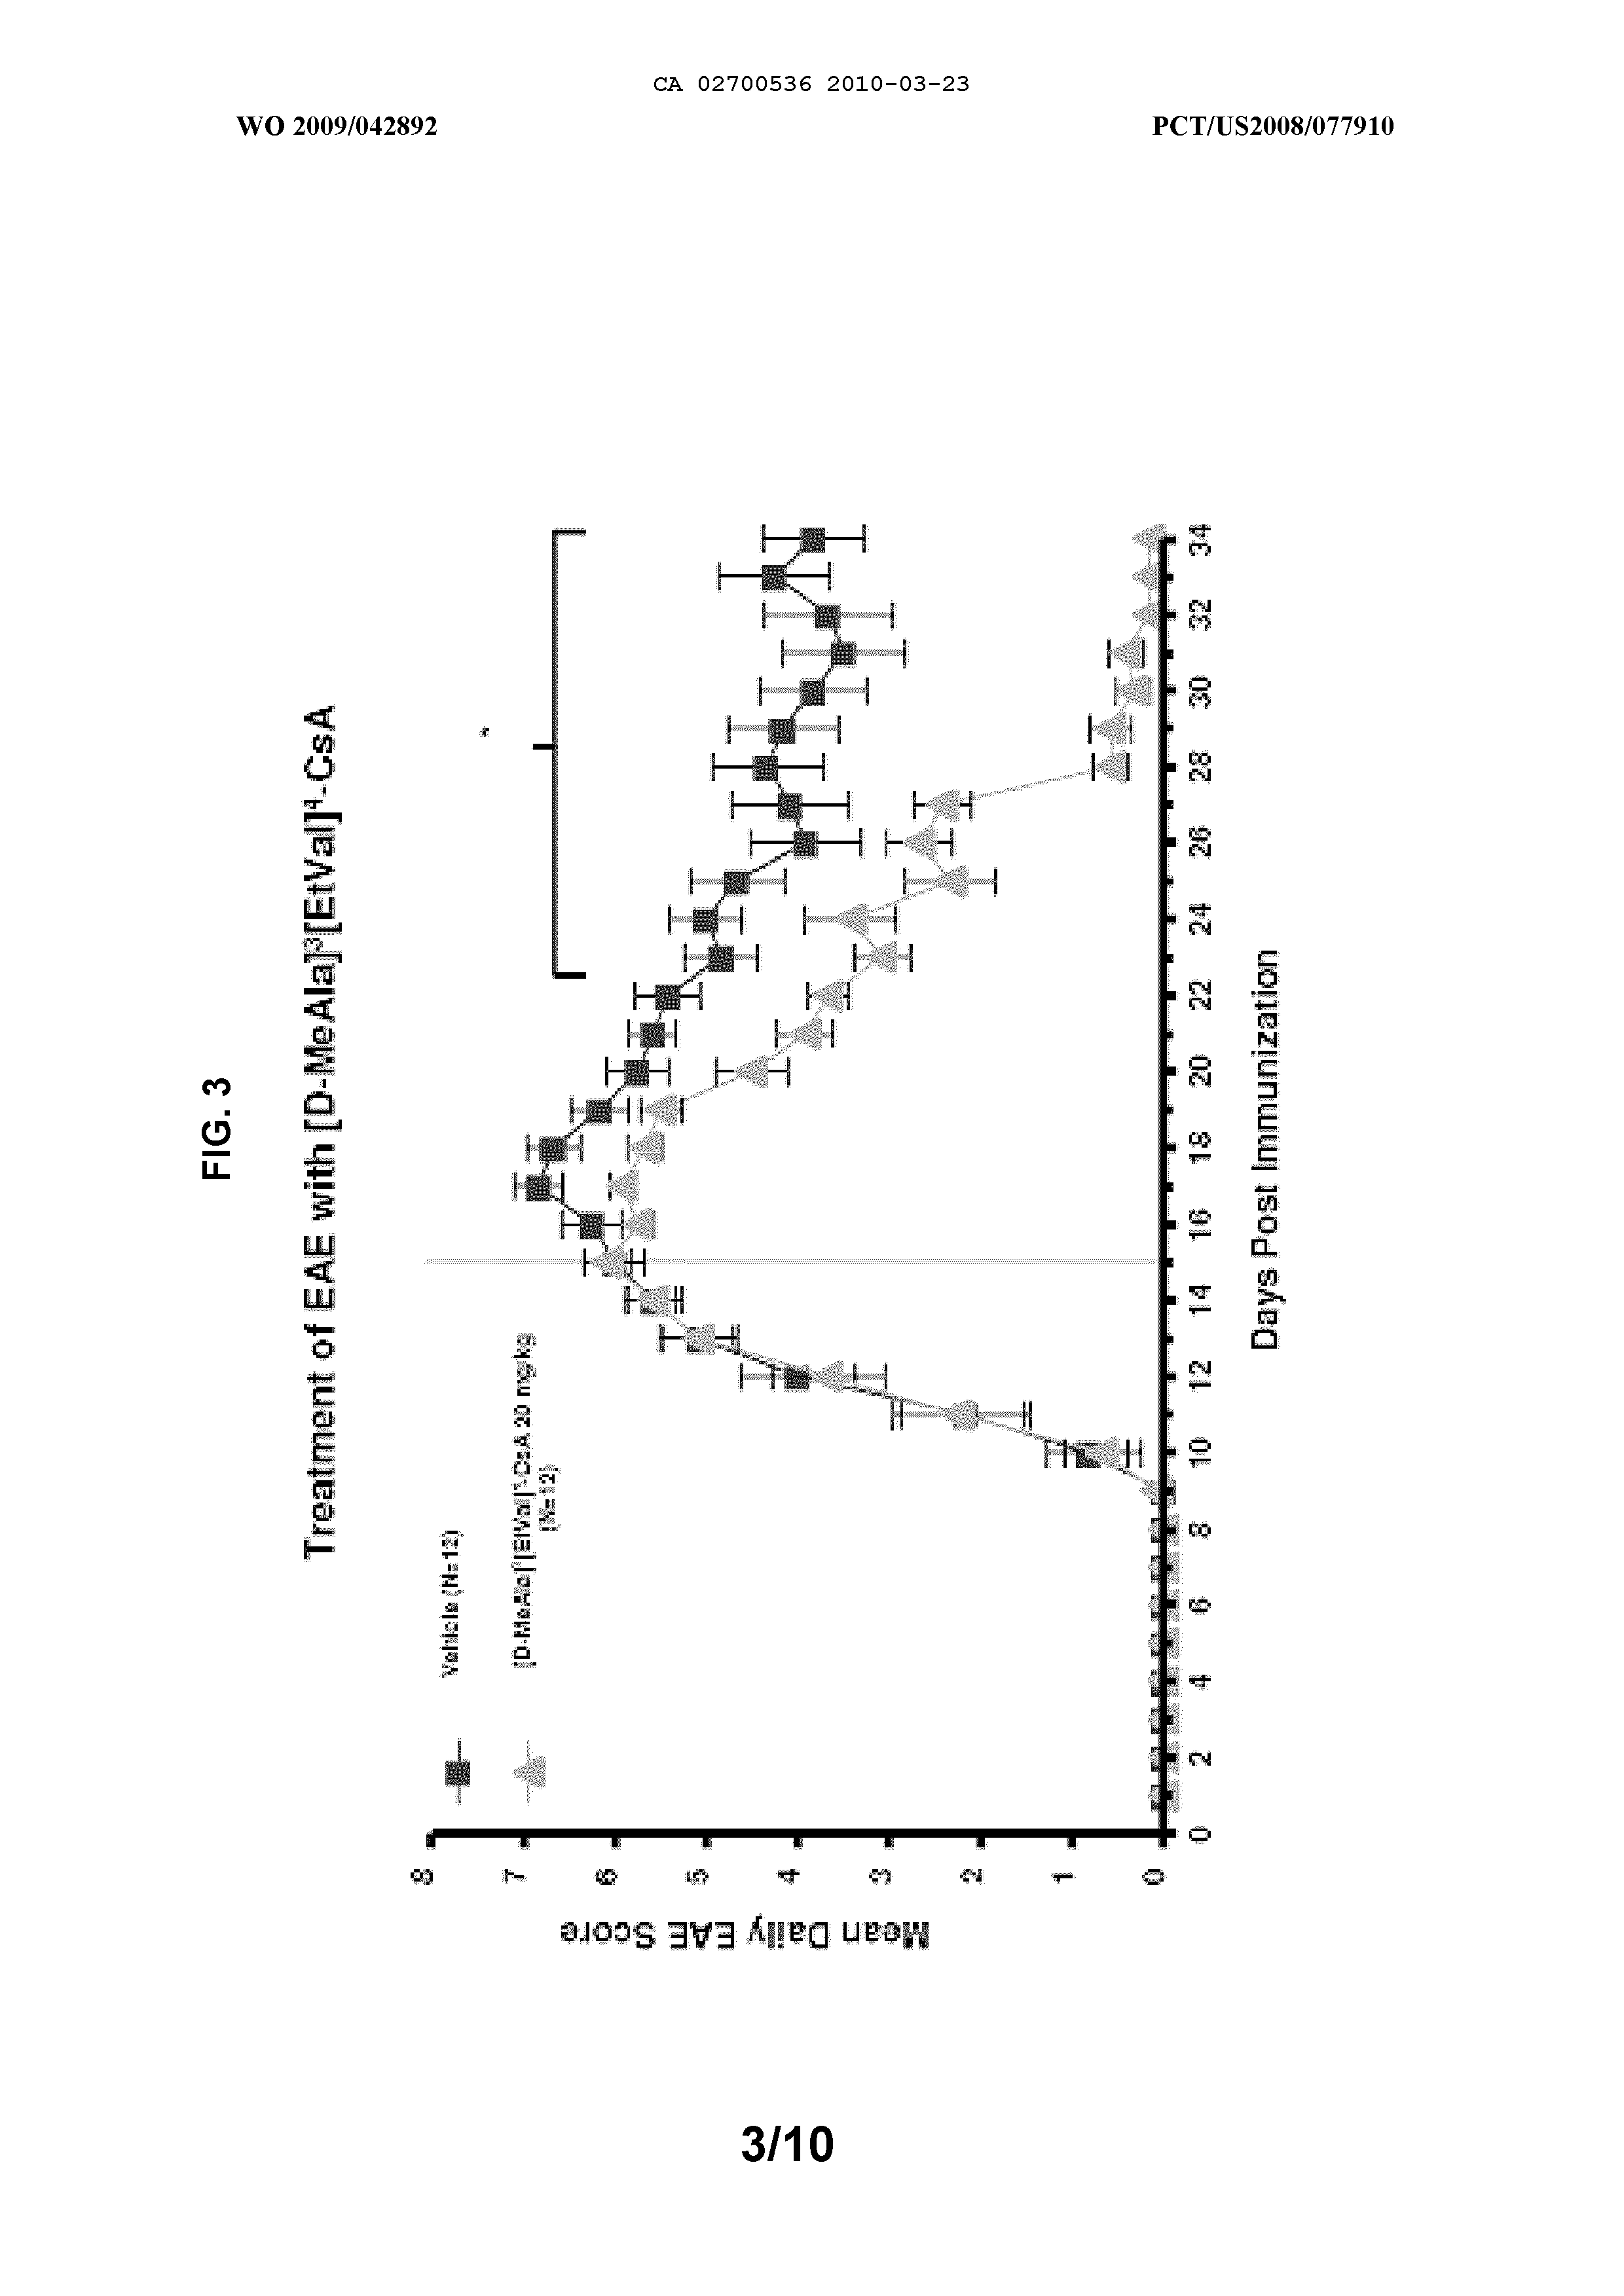 CA 02700536 2010-03-23
WO 2009/042892
PCT/US2008/077910
FIG. 3
Treatment of EAE with [D-MeAla]³[EtVal]⁴-CsA
Vehicle (N=12)
[D-MeAla]³[EtVal]⁴-CsA 20 mg/kg
(N=12)
*
Mean Daily EAE Score
8
7
6
5
4
3
2
1
0
0 2 4 6 8 10 12 14 16 18 20 22 24 26 28 30 32 34
Days Post Immunization
3/10